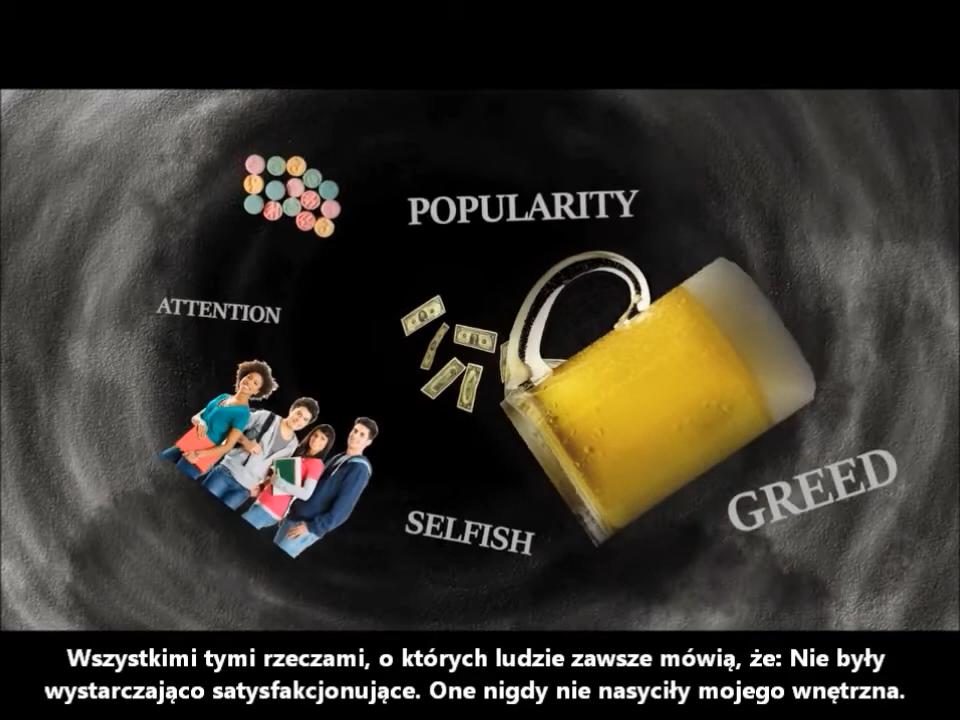 POPULARITY
ATTENTION
SELFISH
GREED
Wszystkimi tymi rzeczami, o których ludzie zawsze mówią, że: Nie były
wystarczająco satysfakcjonujące. One nigdy nie nasyciły mojego wnętrzna.